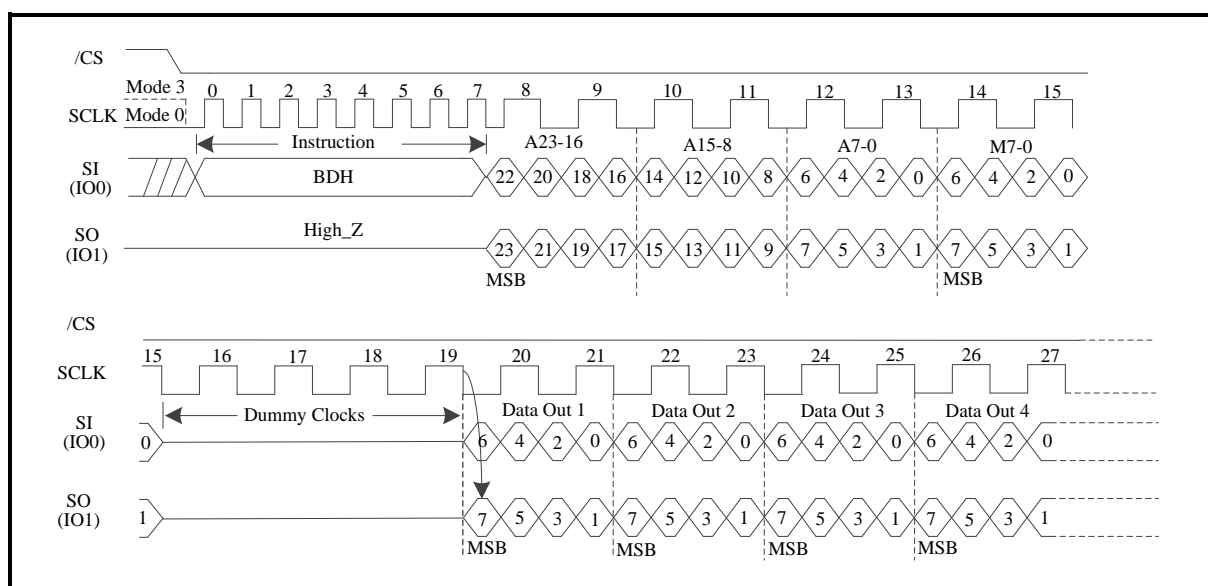 /CS
Mode 3
0 1 2 3 4 5 6 7 8 9 10 11 12 13 14 15
SCLK Mode 0
Instruction A23-16 A15-8 A7-0 M7-0
SI
(IO0)
BDH 22 20 18 16 14 12 10 8 6 4 2 0 6 4 2 0
High_Z
SO
(IO1)
23 21 19 17 15 13 11 9 7 5 3 1 7 5 3 1
MSB MSB
/CS
15 16 17 18 19 20 21 22 23 24 25 26 27
SCLK
Dummy Clocks Data Out 1 Data Out 2 Data Out 3 Data Out 4
SI
(IO0)
0 6 4 2 0 6 4 2 0 6 4 2 0 6 4 2 0
SO
(IO1)
1 7 5 3 1 7 5 3 1 7 5 3 1 7 5 3 1
MSB MSB MSB MSB